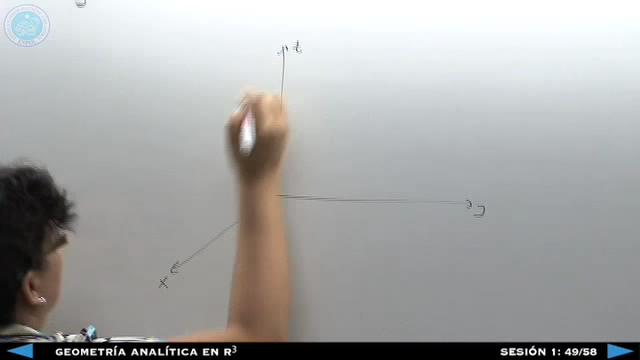 z
y
x
GEOMETRÍA ANALÍTICA EN R³
SESIÓN 1: 49/58